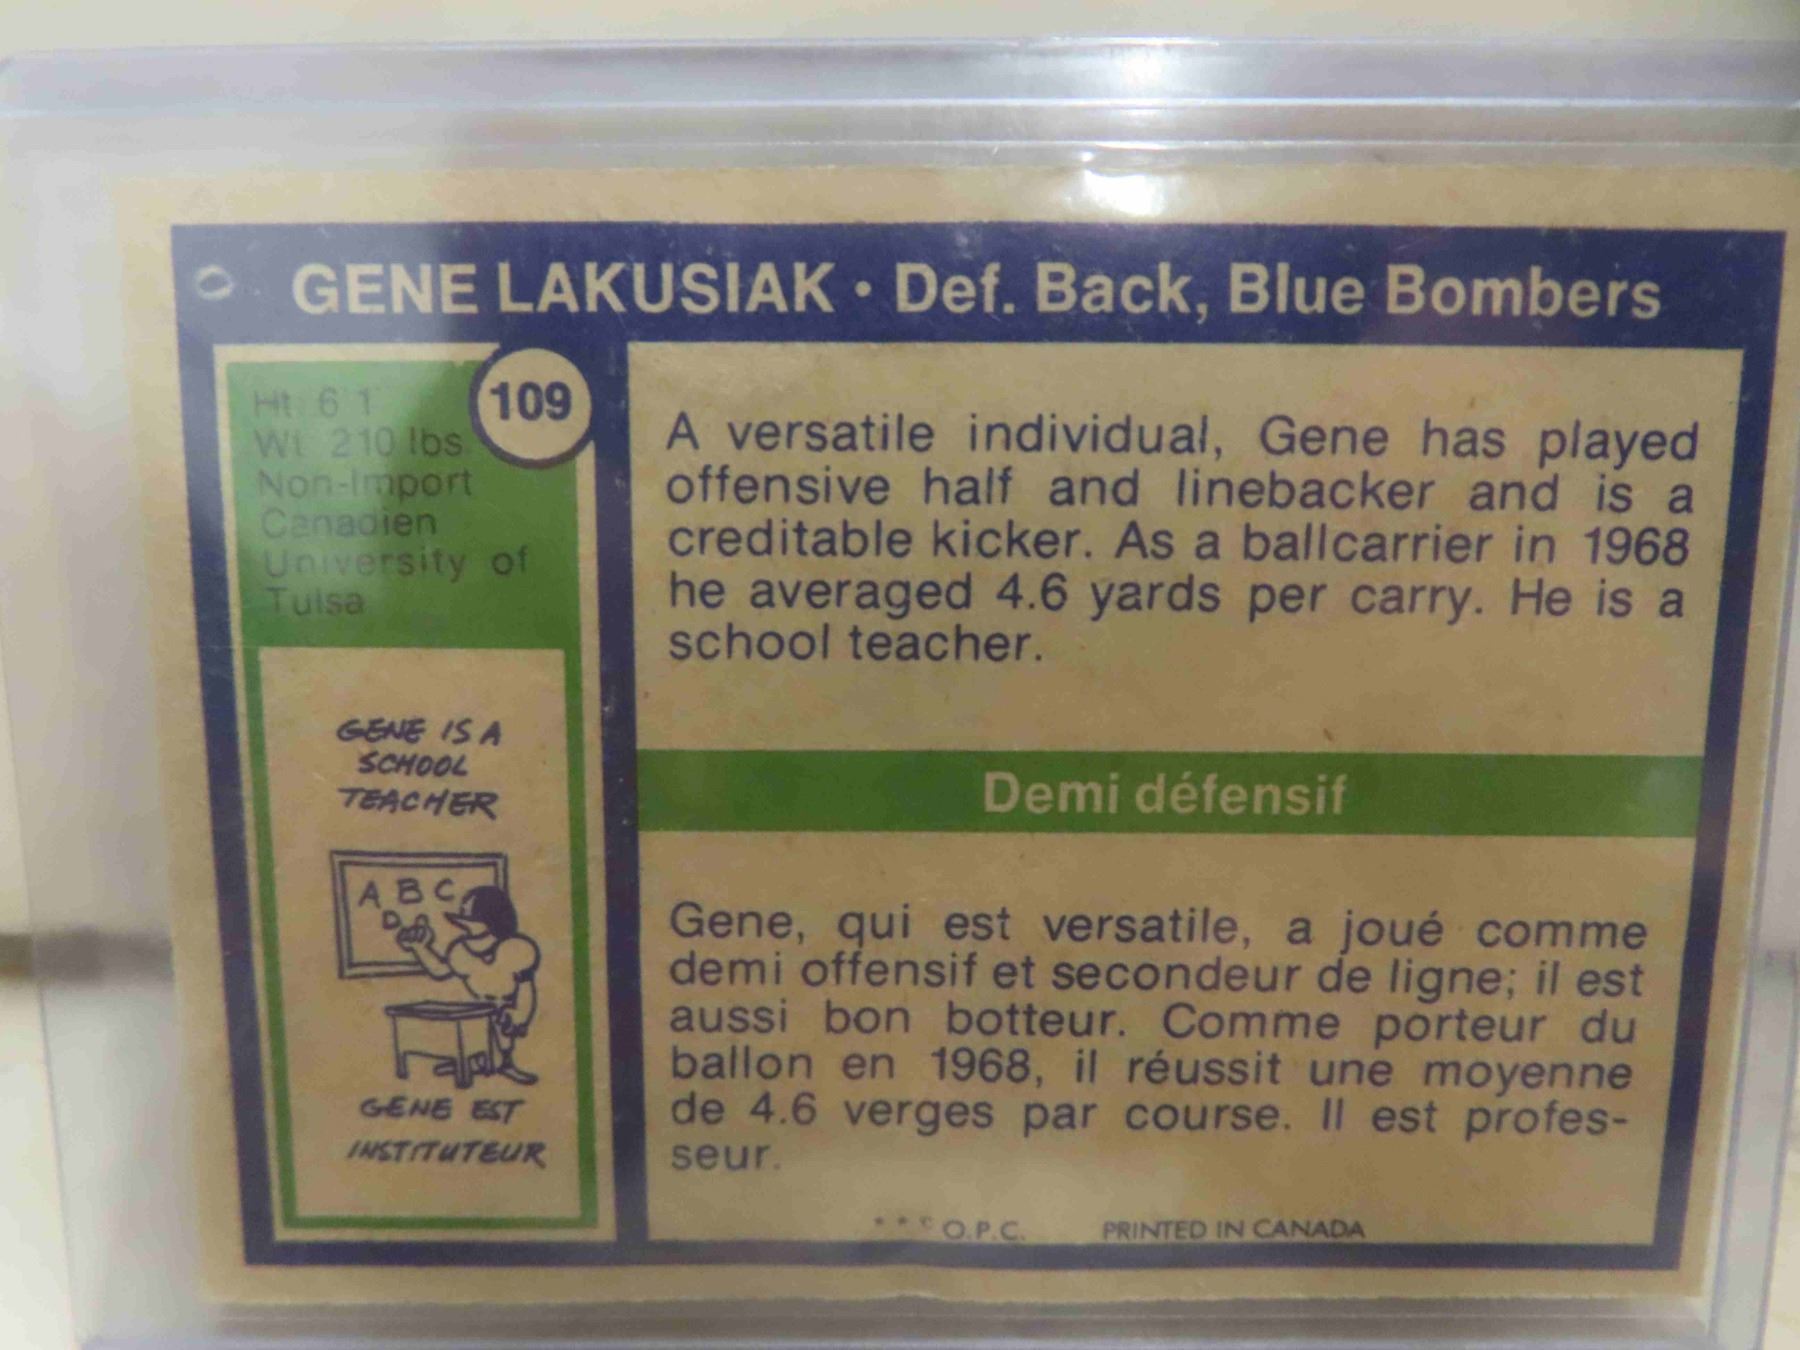 GENE LAKUSIAK · Def. Back, Blue Bombers
109
Ht. 6'1"
Wt. 210 lbs.
Non-Import
Canadien
University of
Tulsa
GENE IS A
SCHOOL
TEACHER
A B C
D
GENE EST
INSTITUTEUR
A versatile individual, Gene has played
offensive half and linebacker and is a
creditable kicker. As a ballcarrier in 1968
he averaged 4.6 yards per carry. He is a
school teacher.
Demi défensif
Gene, qui est versatile, a joué comme
demi offensif et secondeur de ligne; il est
aussi bon botteur. Comme porteur du
ballon en 1968, il réussit une moyenne
de 4.6 verges par course. Il est profes-
seur.
* * © O.P.C. PRINTED IN CANADA